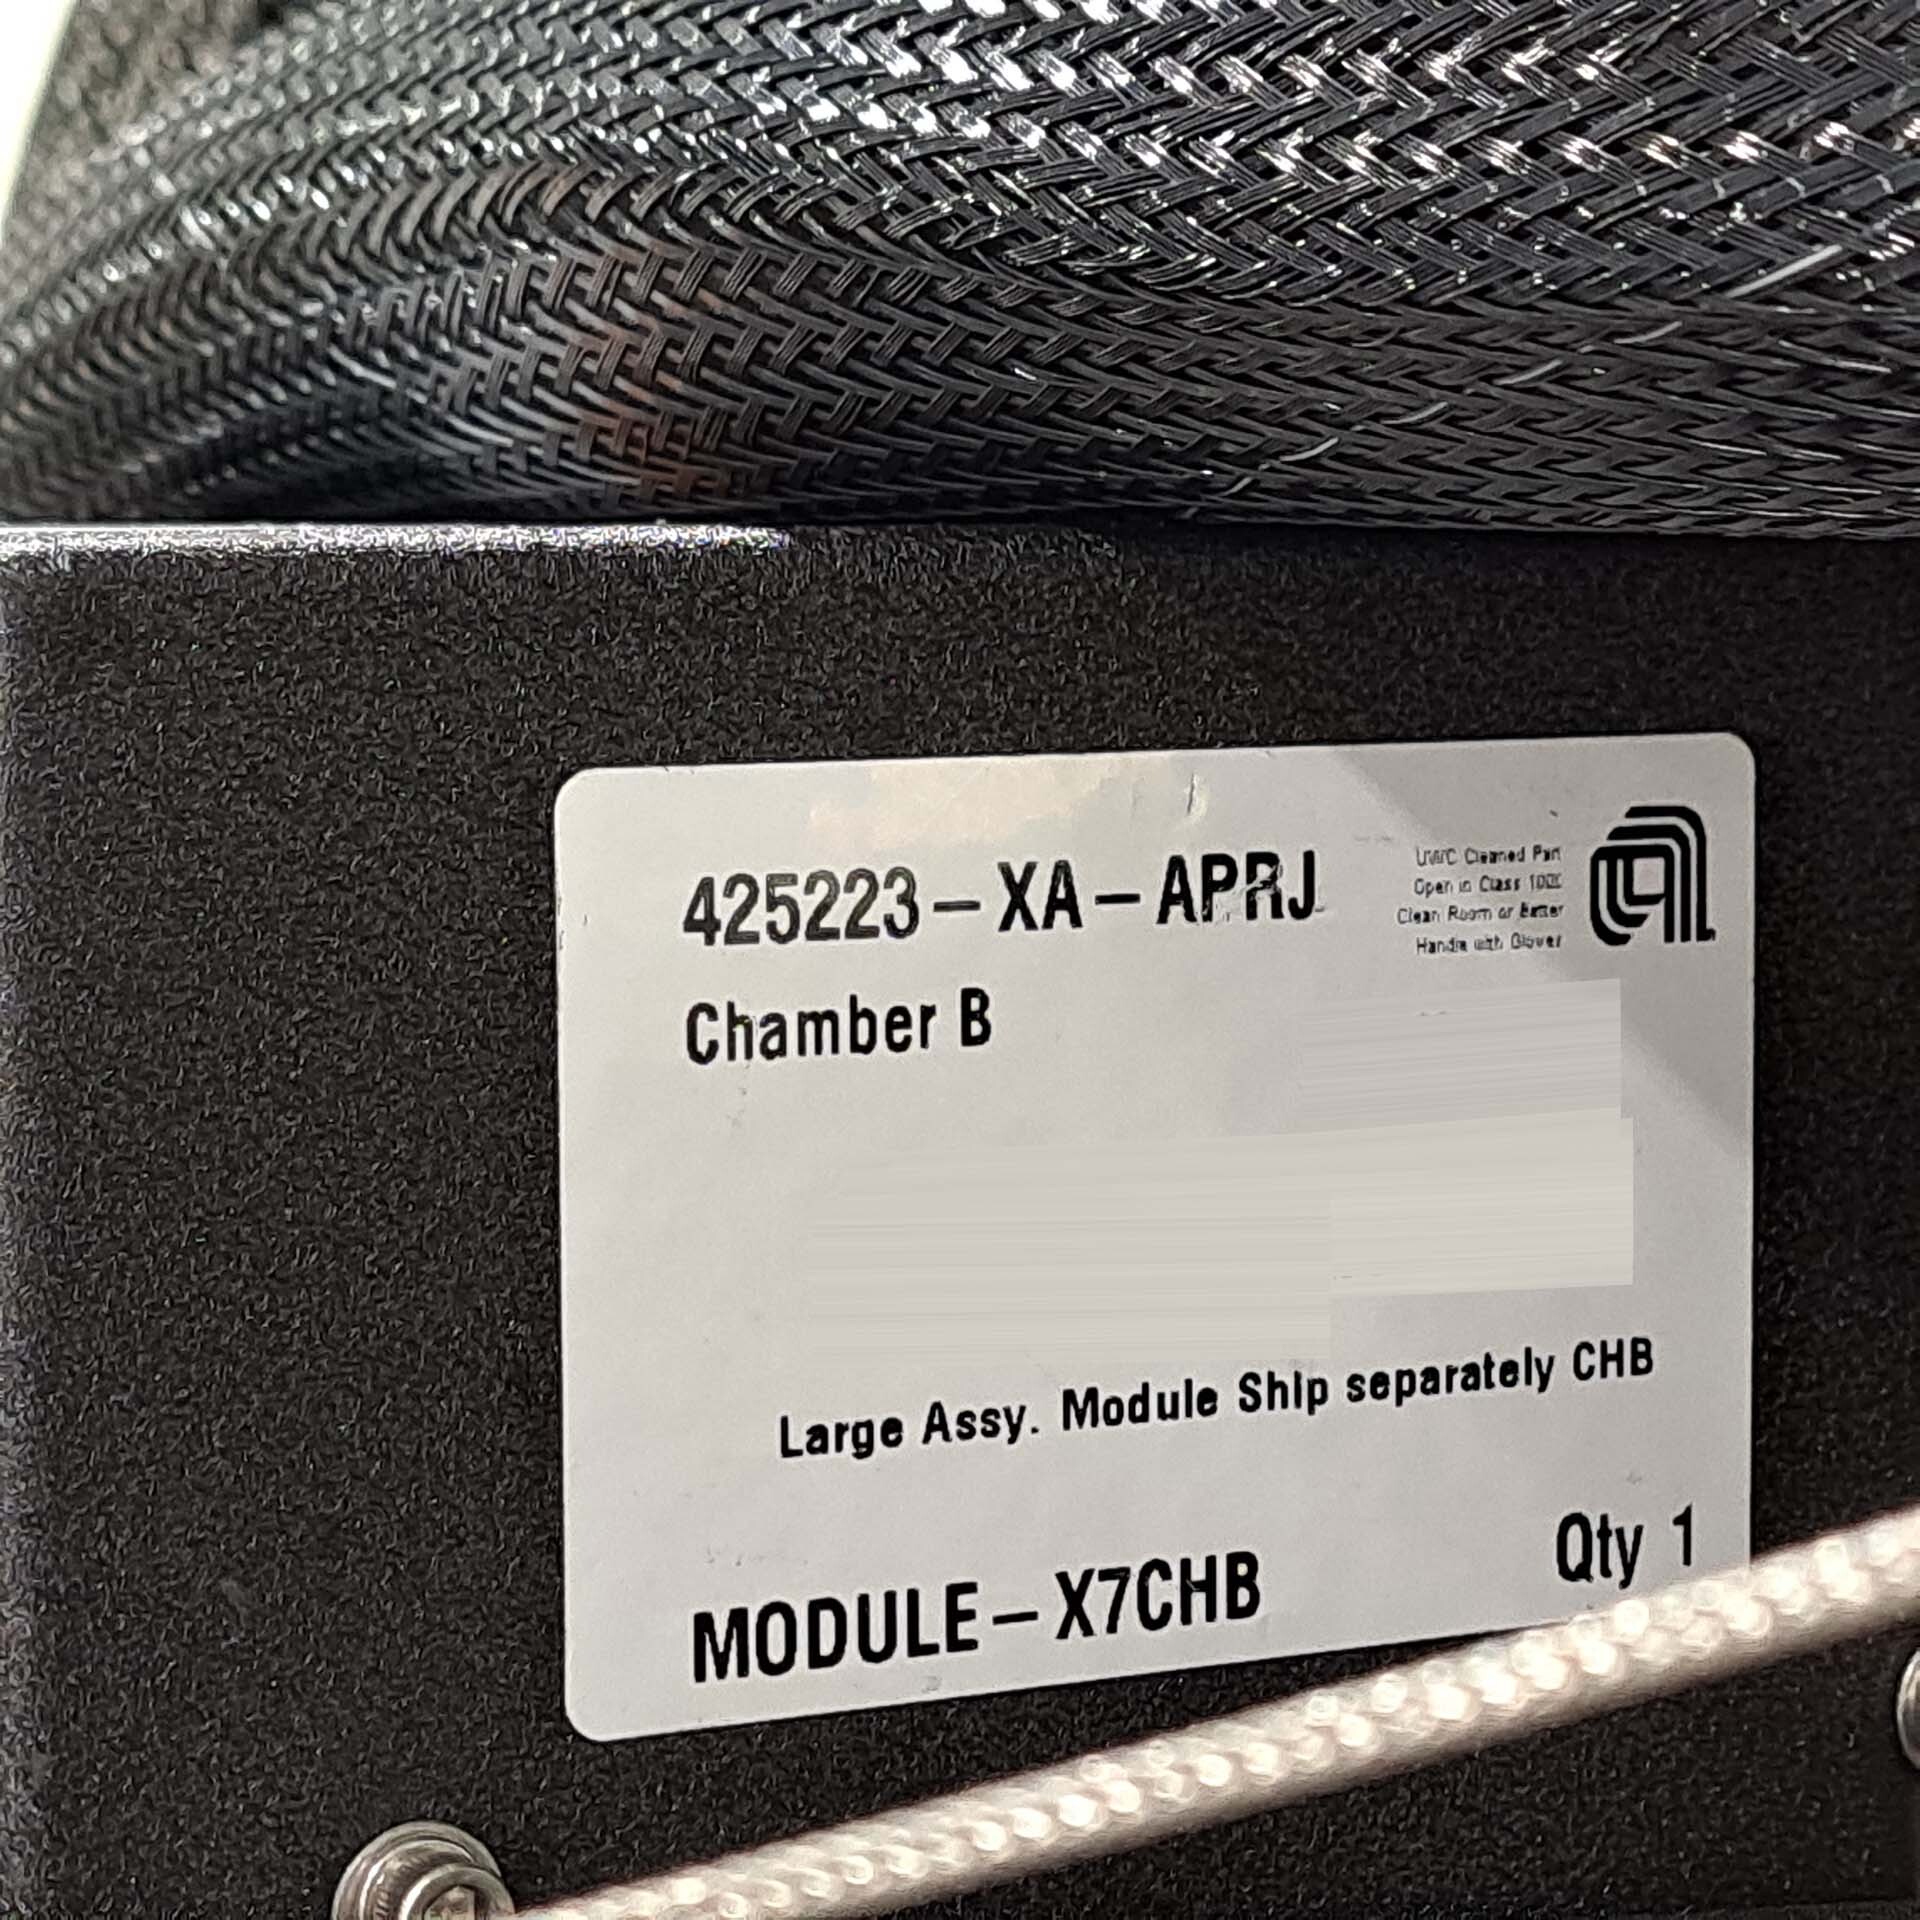 425223-XA-APRJ
UWC Cleaned Part
Open in Class 100
Clean Room or Better
Handle with Gloves
Chamber B
Large Assy. Module Ship separately CHB
MODULE-X7CHB
Qty 1